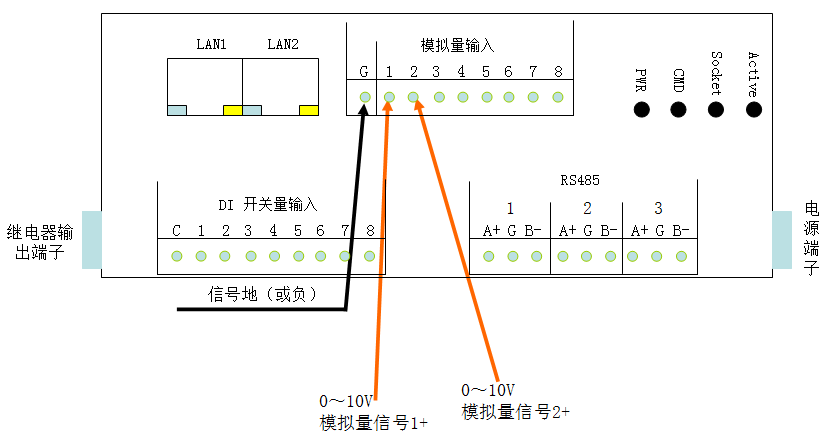 LAN1 LAN2
模拟量输入
G 1 2 3 4 5 6 7 8
PWR CMD Socket Active
RS485
DI 开关量输入
1 2 3
C 1 2 3 4 5 6 7 8
A+ G B- A+ G B- A+ G B-
继电器输
出端子
电
源
端
子
信号地（或负）
0～10V
模拟量信号1+
0～10V
模拟量信号2+